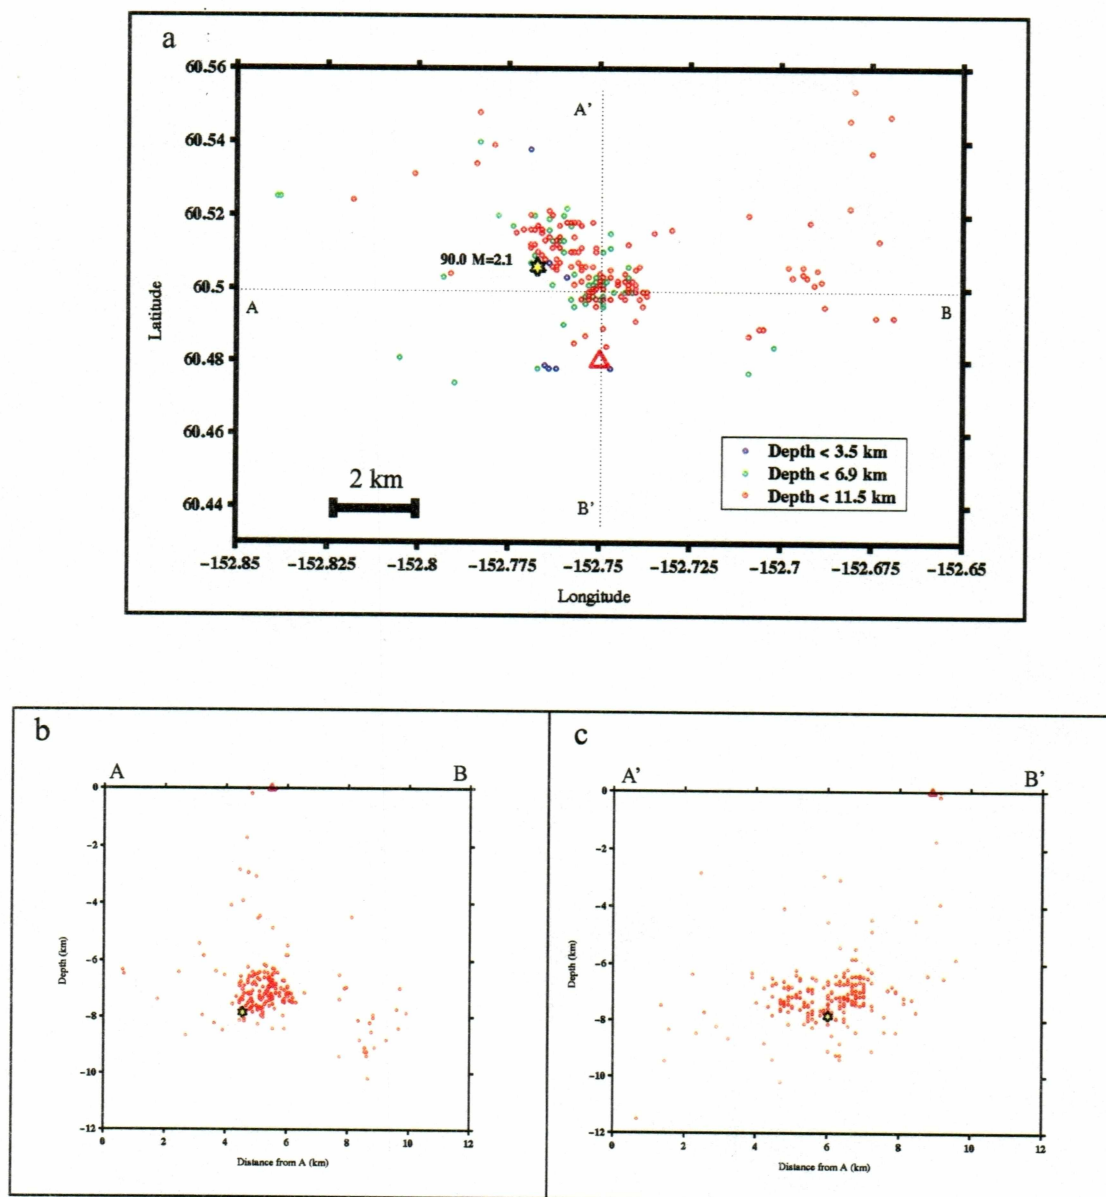 a
60.56
60.54
60.52
60.5
60.48
60.46
60.44
Latitude
A'
90.0 M=2.1
A
B
Depth < 3.5 km
Depth < 6.9 km
Depth < 11.5 km
2 km
B'
-152.85 -152.825 -152.8 -152.775 -152.75 -152.725 -152.7 -152.675 -152.65
Longitude
b
A B
0
-2
-4
-6
-8
-10
-12
Depth (km)
0 2 4 6 8 10 12
Distance from A (km)
c
A' B'
0
-2
-4
-6
-8
-10
-12
Depth (km)
0 2 4 6 8 10 12
Distance from A (km)